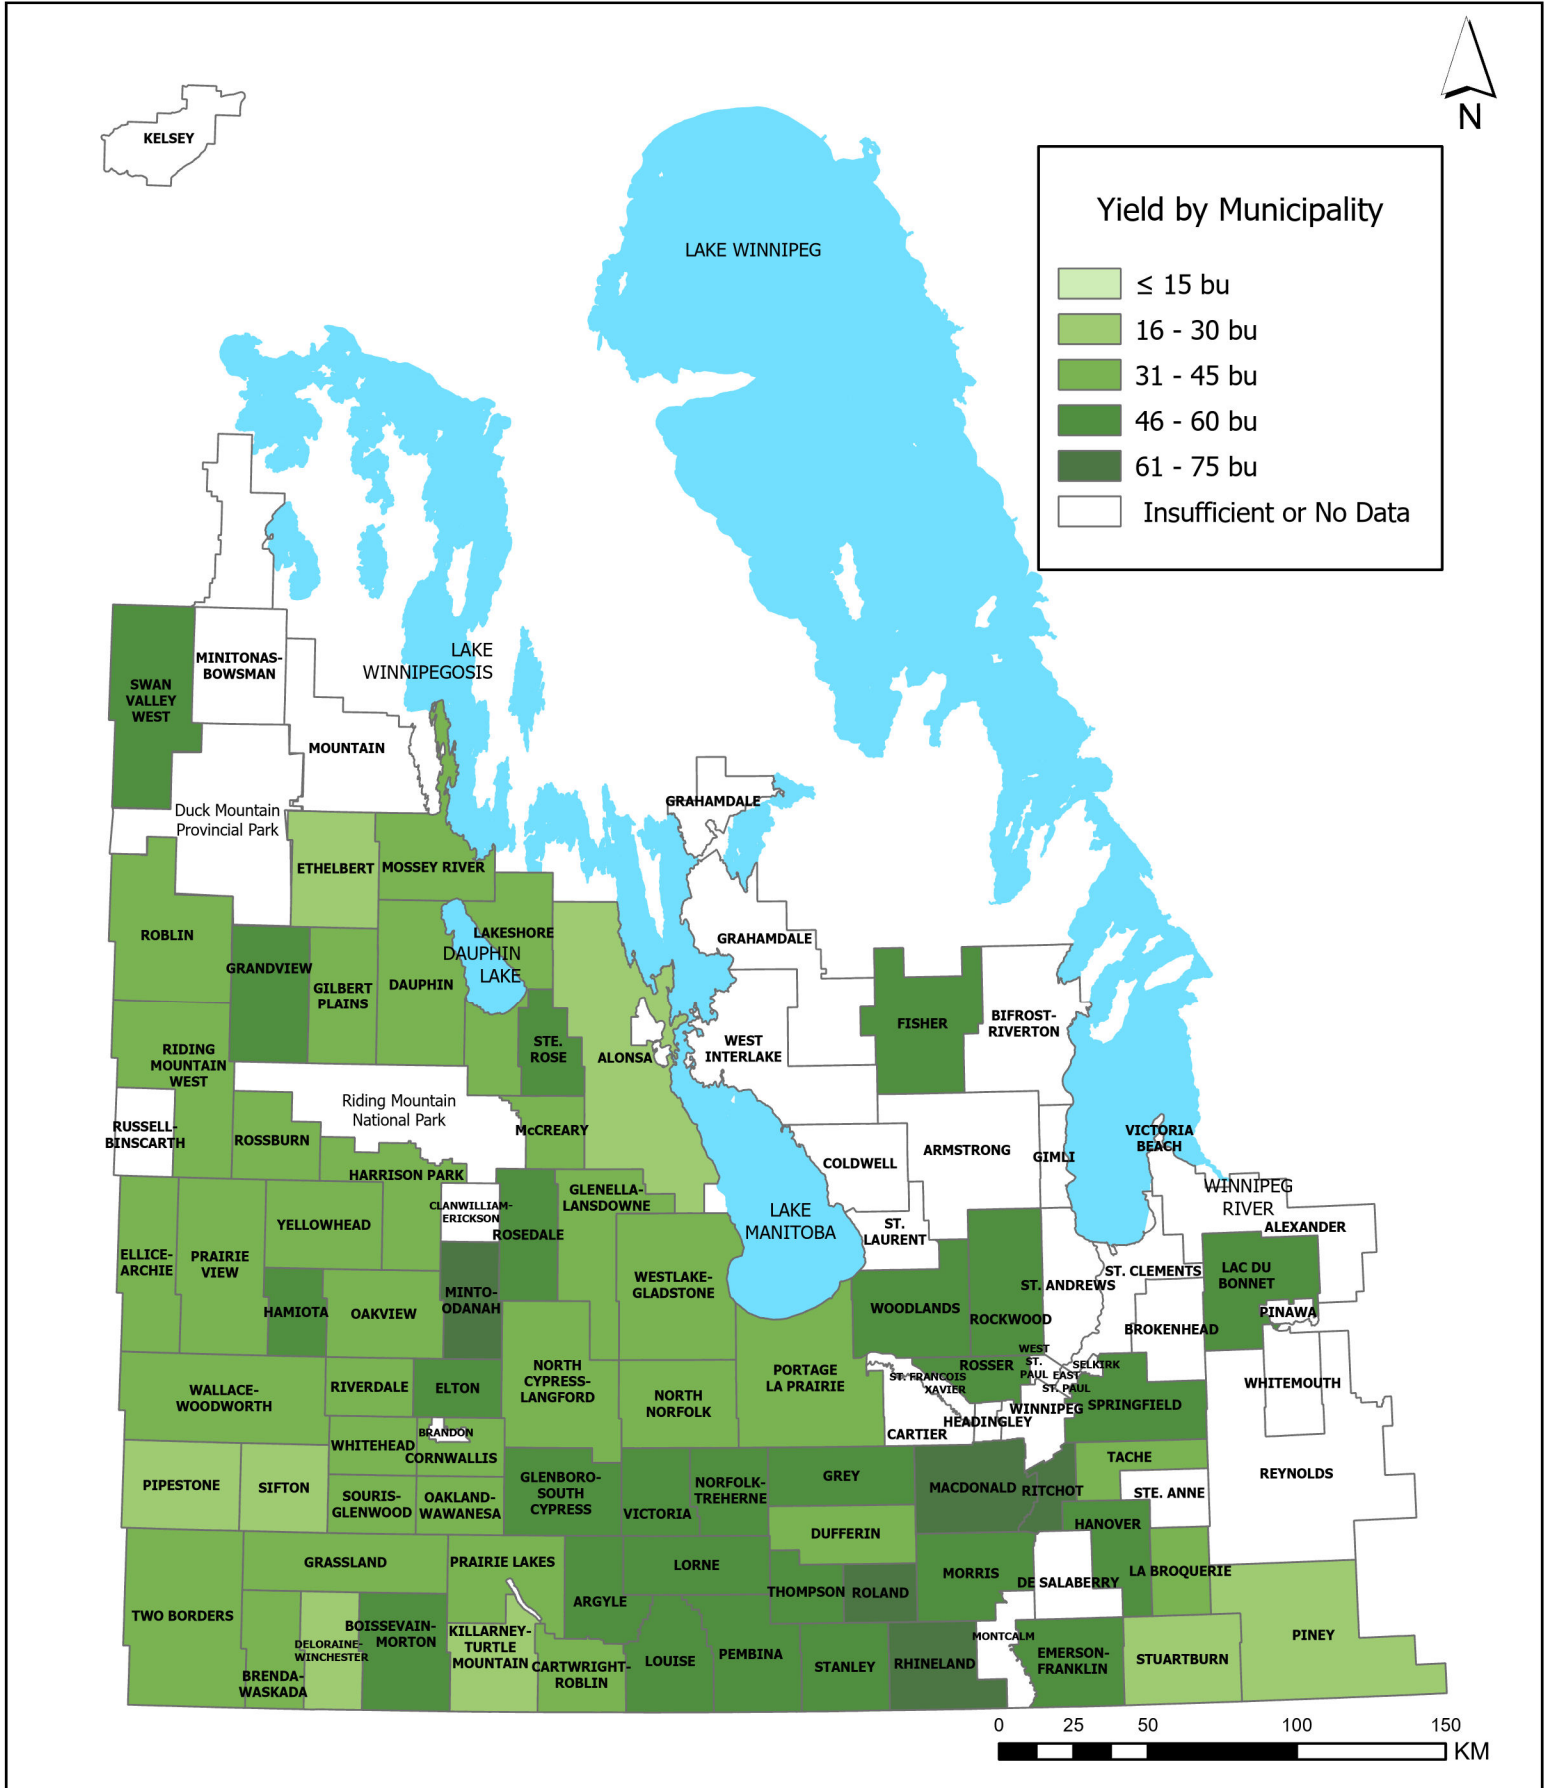 N
KELSEY
Yield by Municipality
≤ 15 bu
16 - 30 bu
31 - 45 bu
46 - 60 bu
61 - 75 bu
Insufficient or No Data
LAKE WINNIPEG
LAKE
WINNIPEGOSIS
MINITONAS-
BOWSMAN
SWAN
VALLEY
WEST
MOUNTAIN
Duck Mountain
Provincial Park
GRAHAMDALE
ETHELBERT
MOSSEY RIVER
ROBLIN
LAKESHORE
GRAHAMDALE
DAUPHIN
LAKE
GRANDVIEW
GILBERT
PLAINS
DAUPHIN
FISHER
BIFROST-
RIVERTON
STE.
ROSE
ALONSA
WEST
INTERLAKE
RIDING
MOUNTAIN
WEST
Riding Mountain
National Park
RUSSELL-
BINSCARTH
ROSSBURN
McCREARY
VICTORIA
BEACH
ARMSTRONG
GIMLI
COLDWELL
HARRISON PARK
GLENELLA-
LANSDOWNE
CLANWILLIAM-
ERICKSON
WINNIPEG
RIVER
ALEXANDER
YELLOWHEAD
ROSEDALE
LAKE
MANITOBA
ST.
LAURENT
ELLICE-
ARCHIE
PRAIRIE
VIEW
WESTLAKE-
GLADSTONE
ST. ANDREWS
ST. CLEMENTS
LAC DU
BONNET
HAMIOTA
OAKVIEW
MINTO-
ODANAH
WOODLANDS
ROCKWOOD
PINAWA
BROKENHEAD
WEST
ST.
PAUL
EAST
ST. PAUL
SELKIRK
ROSSER
ST. FRANCOIS
XAVIER
WALLACE-
WOODWORTH
RIVERDALE
ELTON
NORTH
CYPRESS-
LANGFORD
NORTH
NORFOLK
PORTAGE
LA PRAIRIE
WHITEMOUTH
WINNIPEG
SPRINGFIELD
HEADINGLEY
CARTIER
BRANDON
WHITEHEAD
CORNWALLIS
TACHE
REYNOLDS
PIPESTONE
SIFTON
SOURIS-
GLENWOOD
OAKLAND-
WAWANESA
GLENBORO-
SOUTH
CYPRESS
VICTORIA
NORFOLK-
TREHERNE
GREY
MACDONALD
RITCHOT
STE. ANNE
DUFFERIN
HANOVER
GRASSLAND
PRAIRIE LAKES
LORNE
MORRIS
DE SALABERRY
LA BROQUERIE
THOMPSON
ROLAND
ARGYLE
TWO BORDERS
BOISSEVAIN-
MORTON
DELORAINE-
WINCHESTER
KILLARNEY-
TURTLE
MOUNTAIN
MONTCALM
PINEY
BRENDA-
WASKADA
CARTWRIGHT-
ROBLIN
LOUISE
PEMBINA
STANLEY
RHINELAND
EMERSON-
FRANKLIN
STUARTBURN
0 25 50 100 150
KM